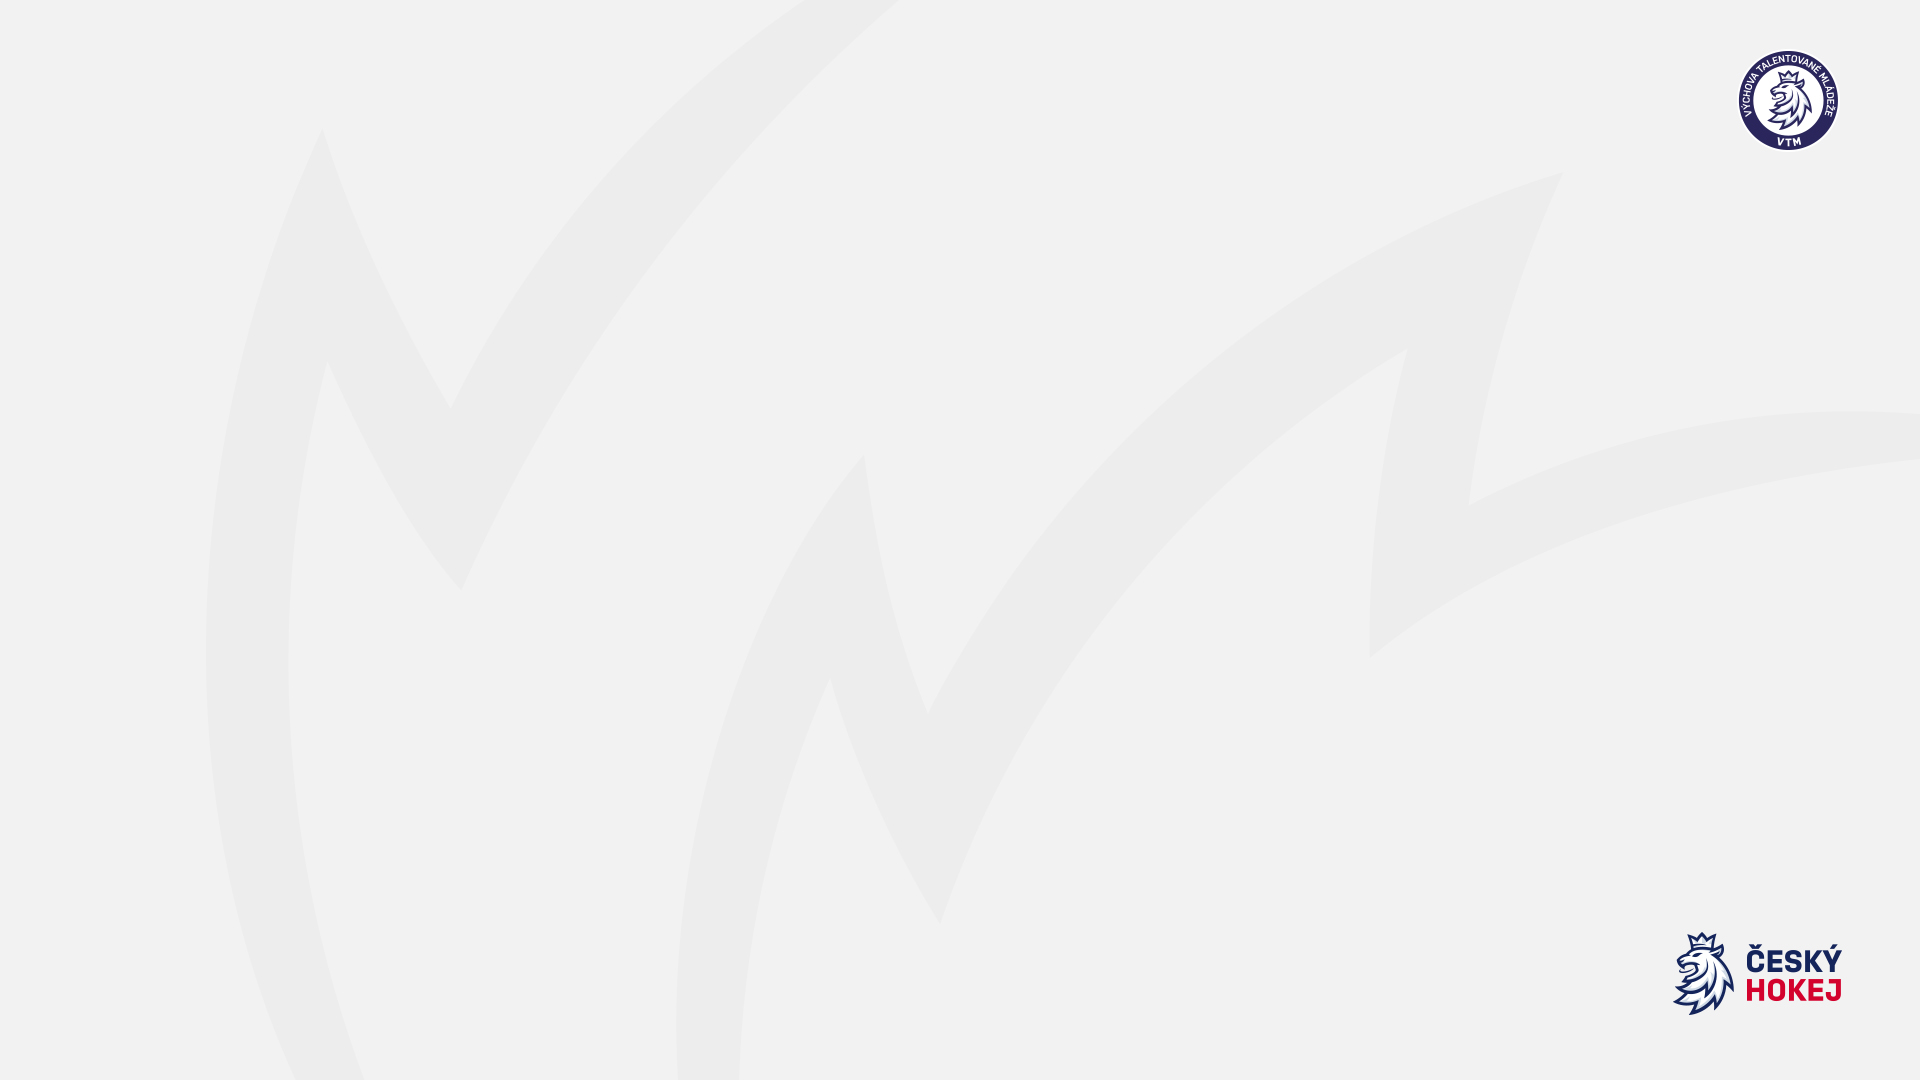 VÝCHOVA TALENTOVANÉ MLÁDEŽE
VTM
ČESKÝ
HOKEJ